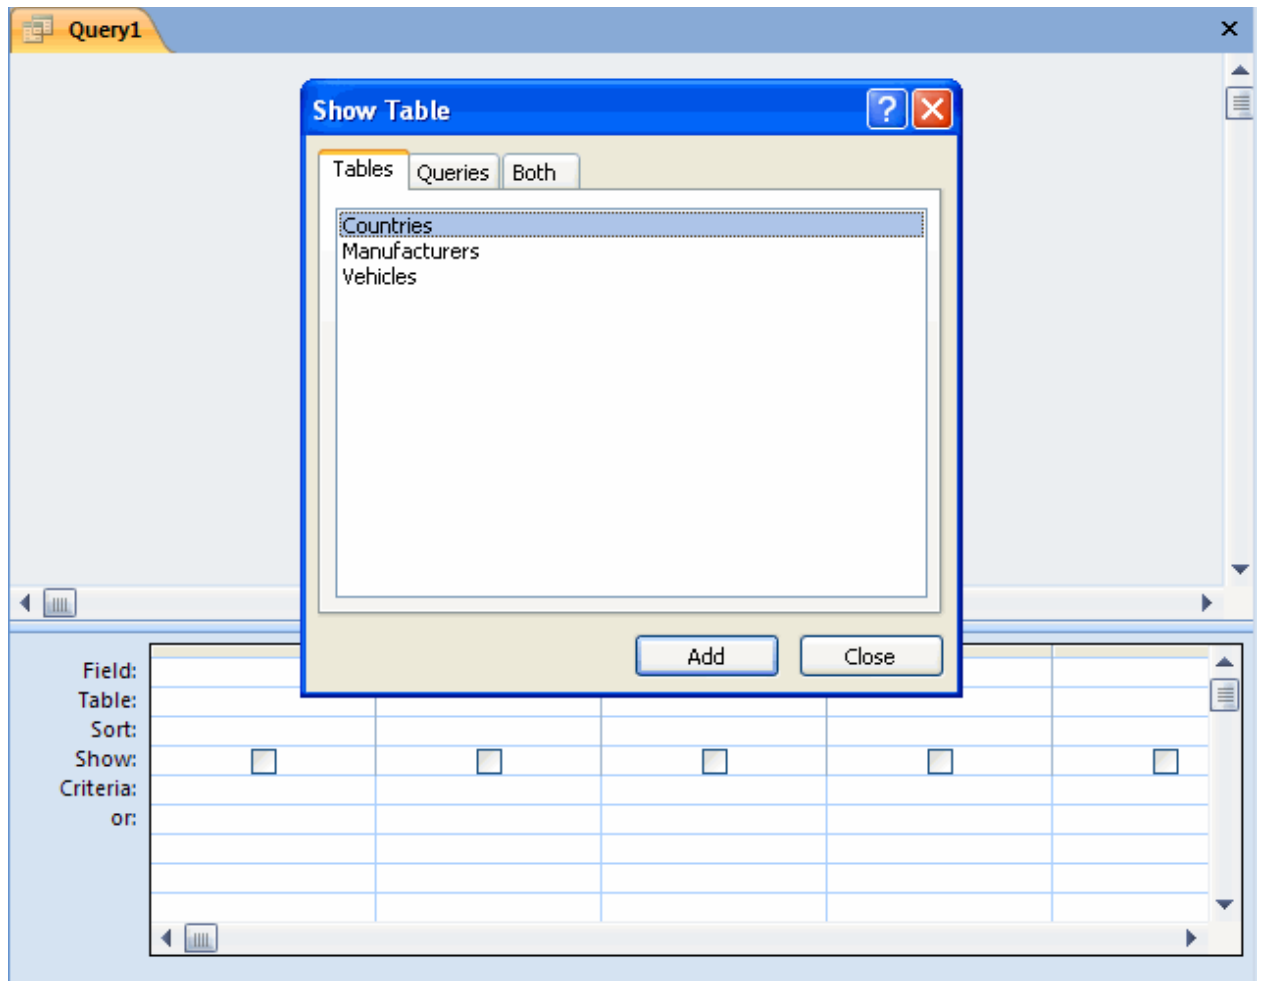 Query1
Show Table
Tables Queries Both
Countries
Manufacturers
Vehicles
Add Close
Field:
Table:
Sort:
Show:
Criteria:
or: